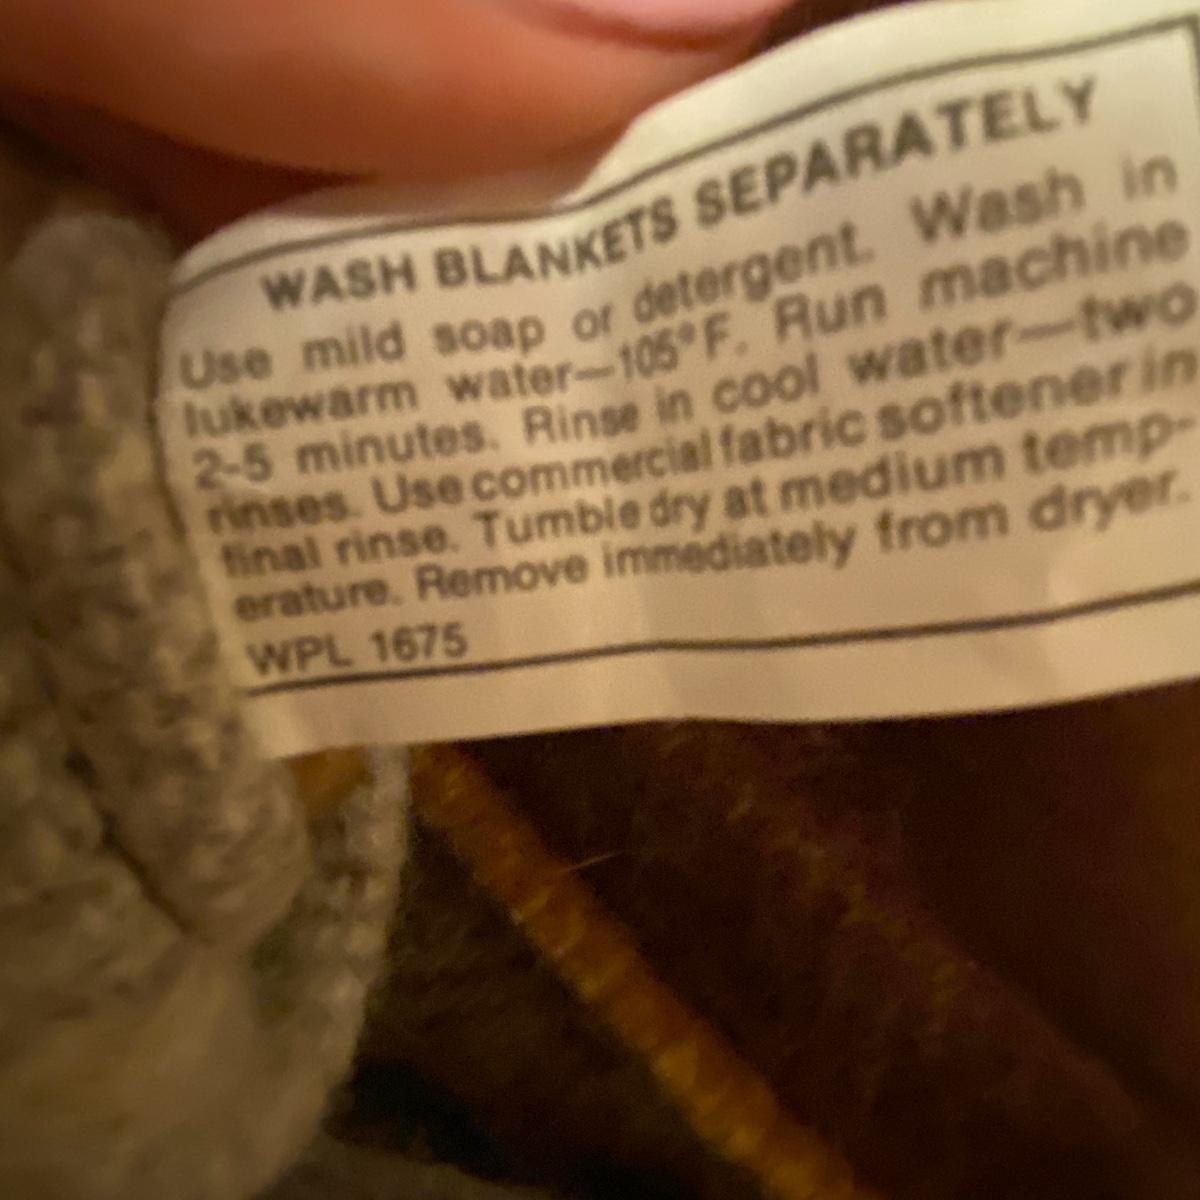 WASH BLANKETS SEPARATELY
Use mild soap or detergent. Wash in
lukewarm water—105°F. Run machine
2-5 minutes. Rinse in cool water—two
rinses. Use commercial fabric softener in
final rinse. Tumble dry at medium temp-
erature. Remove immediately from dryer.
WPL 1675